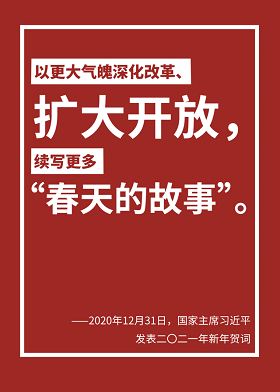 以更大气魄深化改革、
扩大开放，
续写更多
“春天的故事”。
——2020年12月31日，国家主席习近平
发表二〇二一年新年贺词